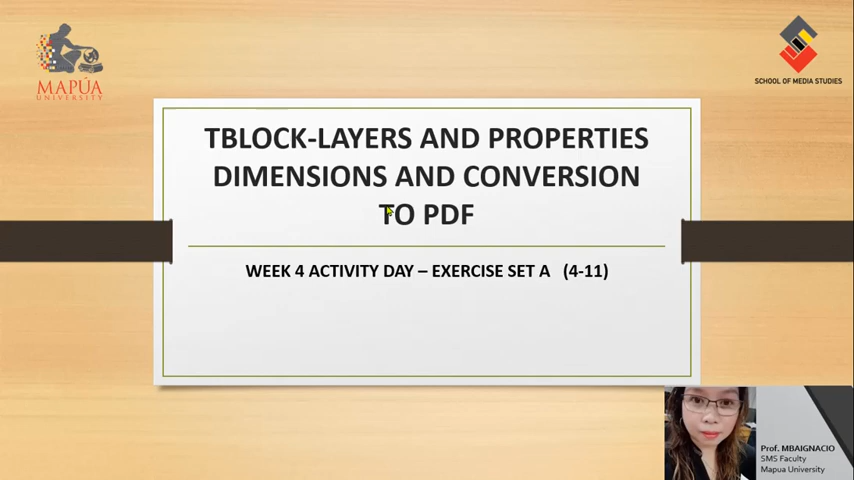 MAPÚA
UNIVERSITY
SCHOOL OF MEDIA STUDIES
TBLOCK-LAYERS AND PROPERTIES
DIMENSIONS AND CONVERSION
TO PDF
WEEK 4 ACTIVITY DAY – EXERCISE SET A (4-11)
Prof. MBAIGNACIO
SMS Faculty
Mapua University